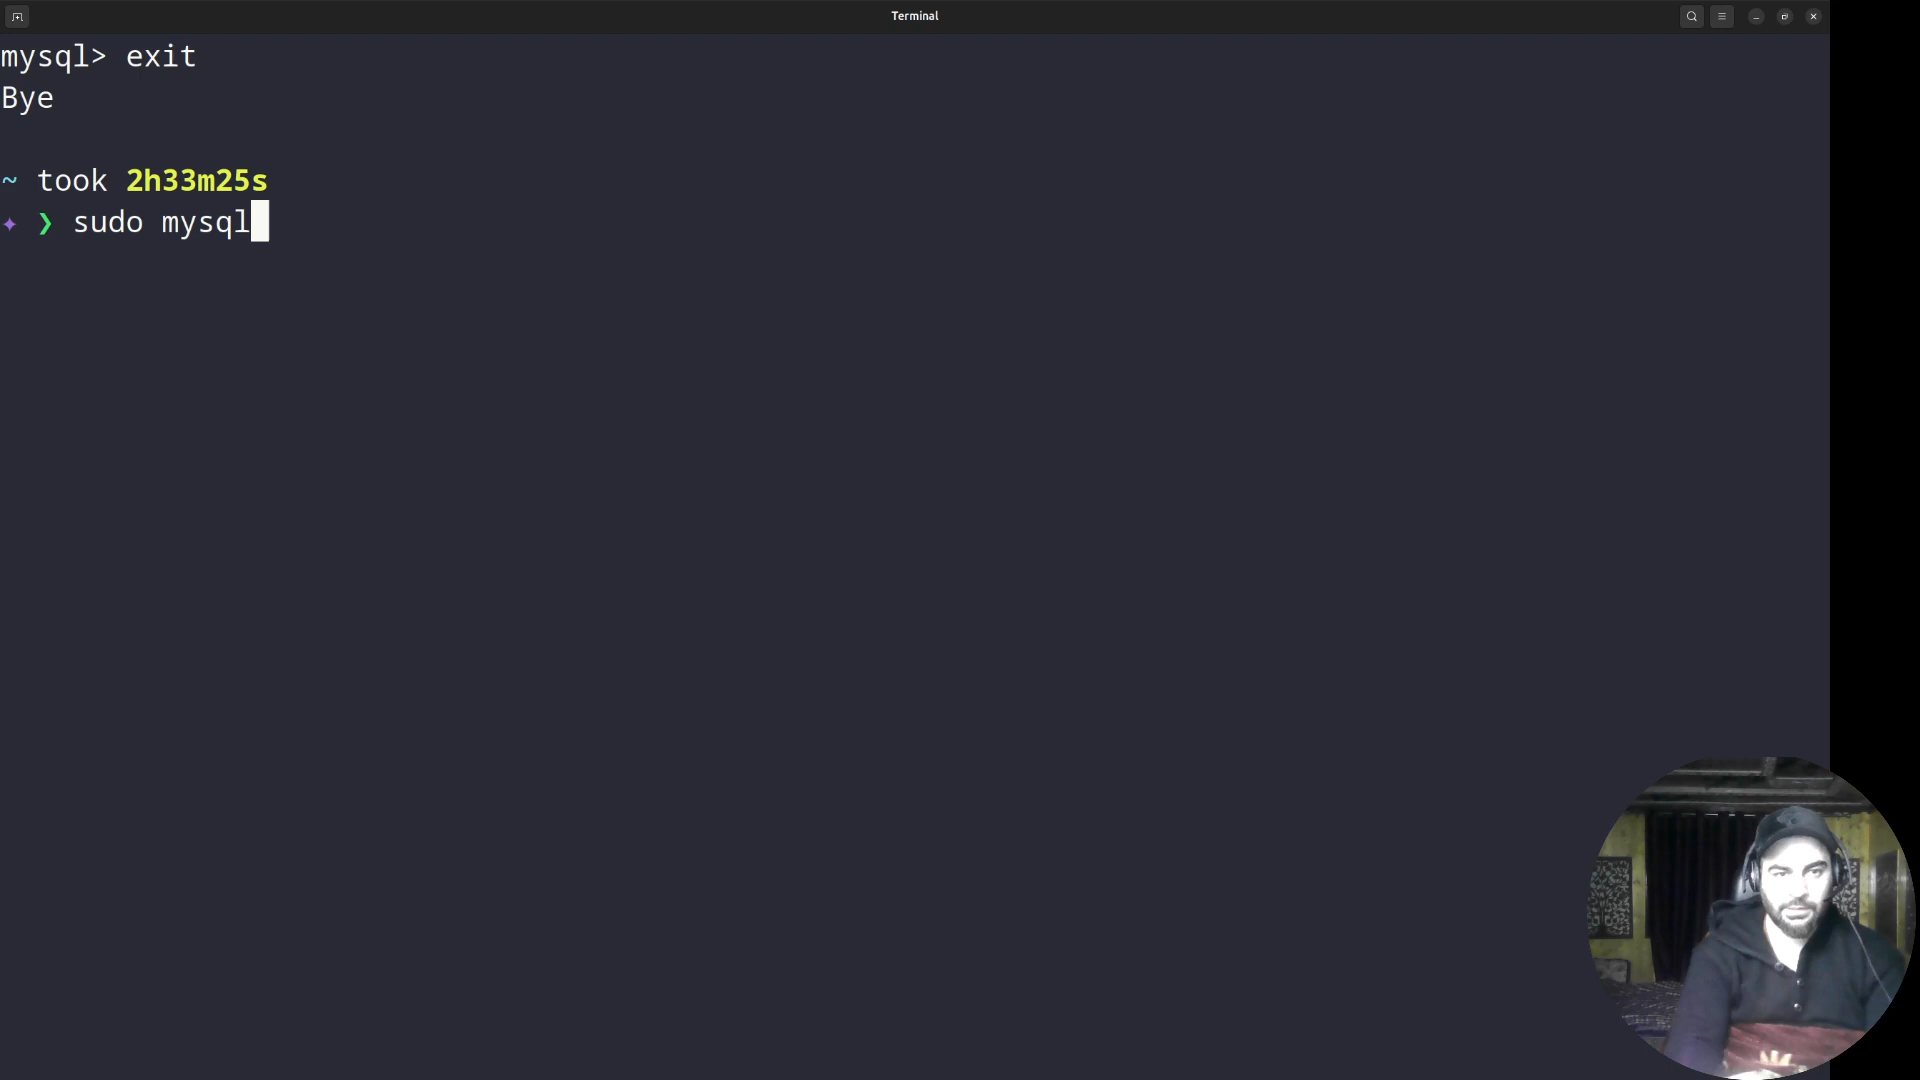 Terminal
mysql> exit
Bye
~ took 2h33m25s
✦ ❯ sudo mysql